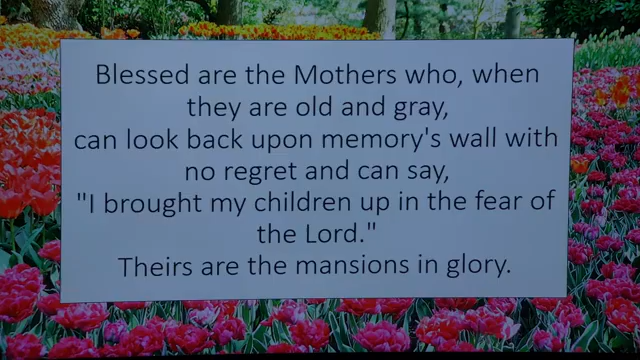 Blessed are the Mothers who, when
they are old and gray,
can look back upon memory's wall with
no regret and can say,
"I brought my children up in the fear of
the Lord."
Theirs are the mansions in glory.